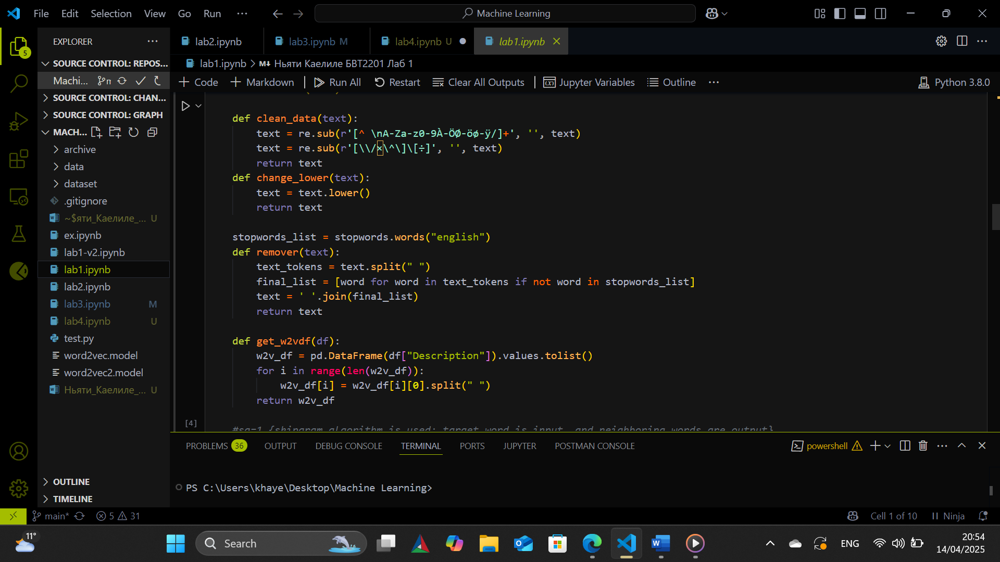 File Edit Selection View Go Run ...
Machine Learning
EXPLORER
SOURCE CONTROL: REPOS...
Machi...
SOURCE CONTROL: CHAN...
SOURCE CONTROL: GRAPH
MACH...
archive
data
dataset
.gitignore
~$яти_Каелиле_... U
ex.ipynb
lab1-v2.ipynb
lab1.ipynb
lab2.ipynb
lab3.ipynb M
lab4.ipynb U
test.py
word2vec.model
word2vec2.model
Ньяти_Каелиле_... U
OUTLINE
TIMELINE
lab2.ipynb lab3.ipynb M lab4.ipynb U lab1.ipynb
lab1.ipynb > M↓ Ньяти Каелиле БВТ2201 Лаб 1
+ Code + Markdown Run All Restart Clear All Outputs Jupyter Variables Outline ... Python 3.8.0
def clean_data(text):
    text = re.sub(r'[^ \nA-Za-z0-9À-ÖØ-öø-ÿ/]+', '', text)
    text = re.sub(r'[\\/×\^\]\[÷]', '', text)
    return text
def change_lower(text):
    text = text.lower()
    return text
stopwords_list = stopwords.words("english")
def remover(text):
    text_tokens = text.split(" ")
    final_list = [word for word in text_tokens if not word in stopwords_list]
    text = ' '.join(final_list)
    return text
def get_w2vdf(df):
    w2v_df = pd.DataFrame(df["Description"]).values.tolist()
    for i in range(len(w2v_df)):
        w2v_df[i] = w2v_df[i][0].split(" ")
    return w2v_df
[4]
#sg=1 {skipgram algorithm is used: target word is input, and neighboring words are output}
PROBLEMS 36 OUTPUT DEBUG CONSOLE TERMINAL PORTS JUPYTER POSTMAN CONSOLE
powershell
PS C:\Users\khaye\Desktop\Machine Learning>
5
main* 5 31
Cell 1 of 10 Ninja
11°
Search
ENG
20:54
14/04/2025